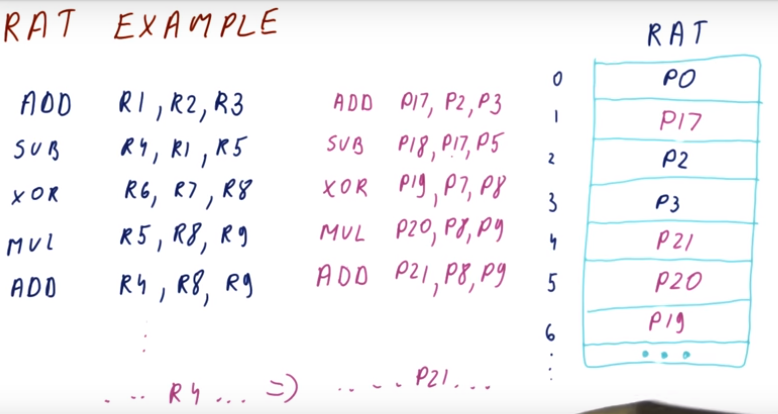 RAT EXAMPLE
ADD R1, R2, R3
SUB R4, R1, R5
XOR R6, R7, R8
MUL R5, R8, R9
ADD R4, R8, R9
... R4 ... => .... P21...
ADD P17, P2, P3
SUB P18, P17, P5
XOR P19, P7, P8
MUL P20, P8, P9
ADD P21, P8, P9
RAT
0 P0
1 P17
2 P2
3 P3
4 P21
5 P20
6 P19
...